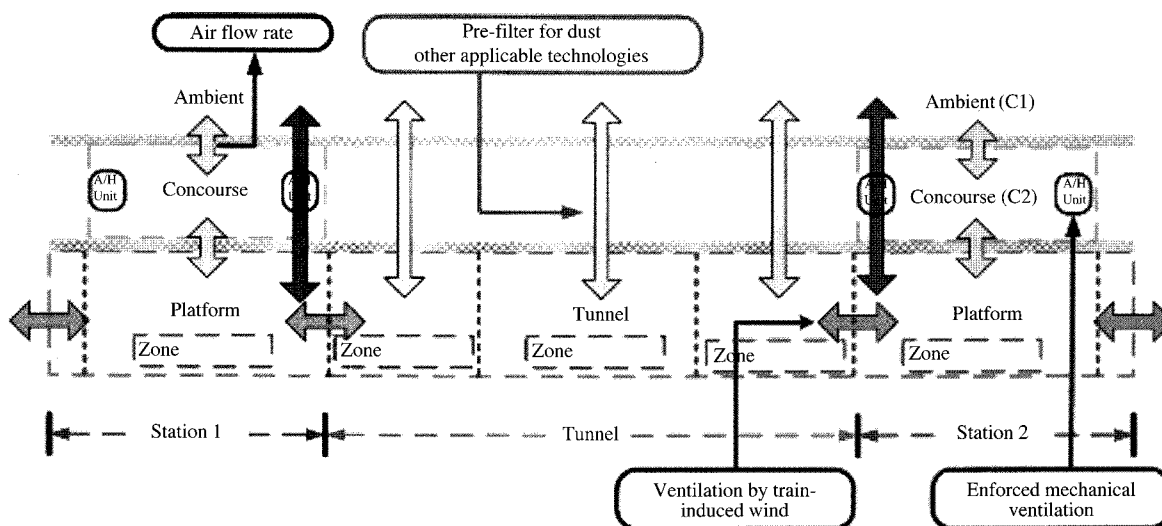 Air flow rate
Pre-filter for dust
other applicable technologies
Ambient
Ambient (C1)
A/H
Unit
Concourse
A/H
Unit
A/H
Unit
Concourse (C2)
A/H
Unit
Platform
Tunnel
Platform
Zone
Zone
Zone
Zone
Zone
Station 1
Tunnel
Station 2
Ventilation by train-
induced wind
Enforced mechanical
ventilation